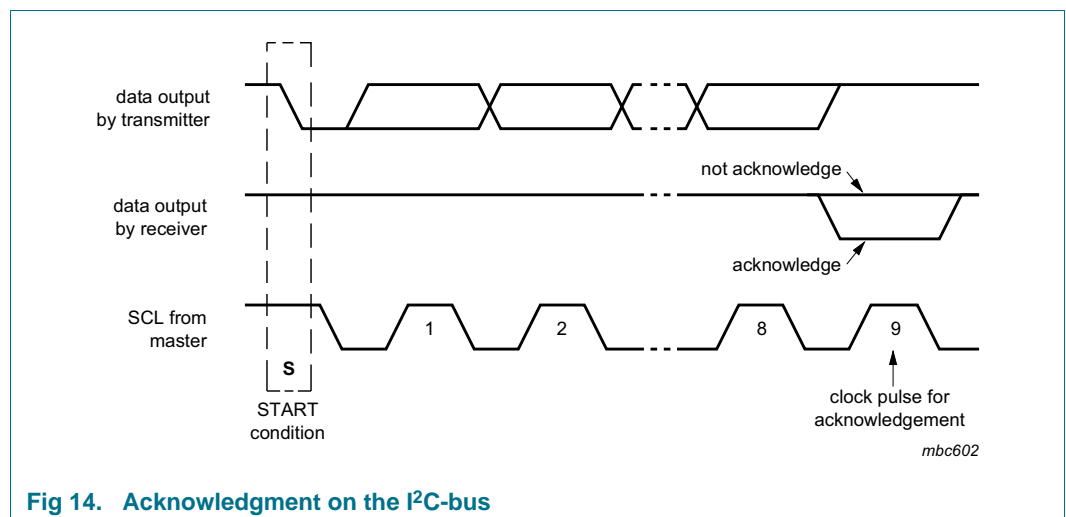 data output
by transmitter
not acknowledge
data output
by receiver
acknowledge
SCL from
master
1
2
8
9
S
START
condition
clock pulse for
acknowledgement
mbc602
Fig 14. Acknowledgment on the I²C-bus